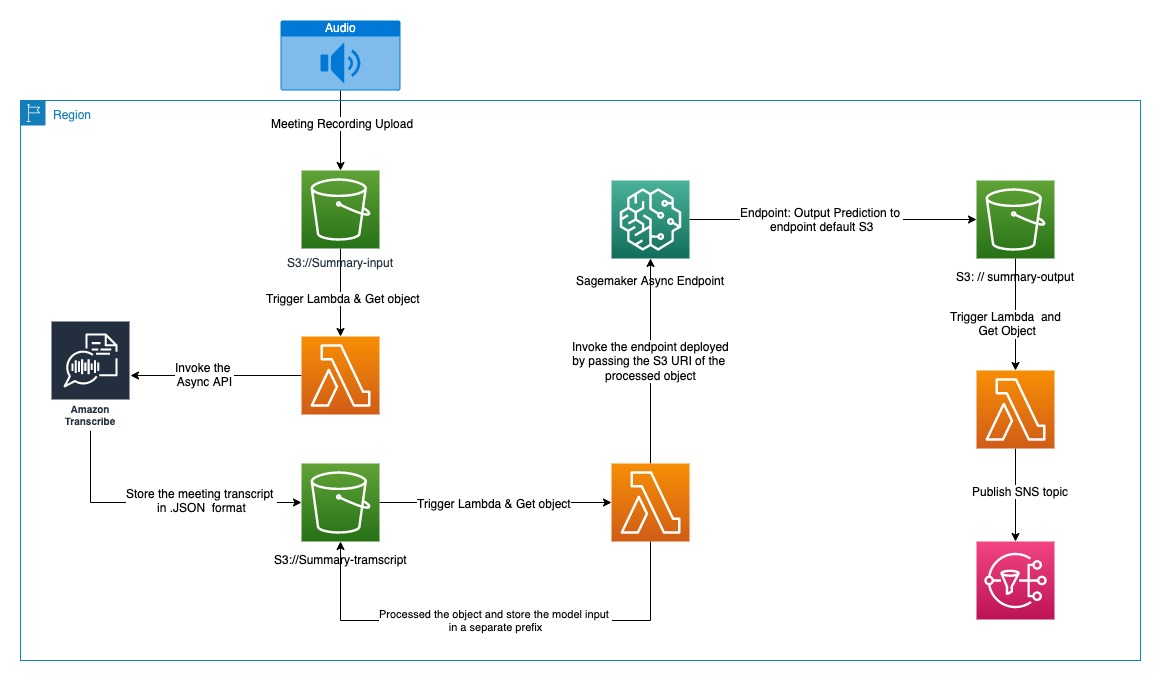 Audio
Region
Meeting Recording Upload
S3://Summary-input
Trigger Lambda & Get object
Invoke the
Async API
Amazon
Transcribe
Store the meeting transcript
in .JSON format
S3://Summary-tramscript
Trigger Lambda & Get object
Processed the object and store the model input
in a separate prefix
Invoke the endpoint deployed
by passing the S3 URI of the
processed object
Sagemaker Async Endpoint
Endpoint: Output Prediction to
endpoint default S3
S3: // summary-output
Trigger Lambda and
Get Object
Publish SNS topic